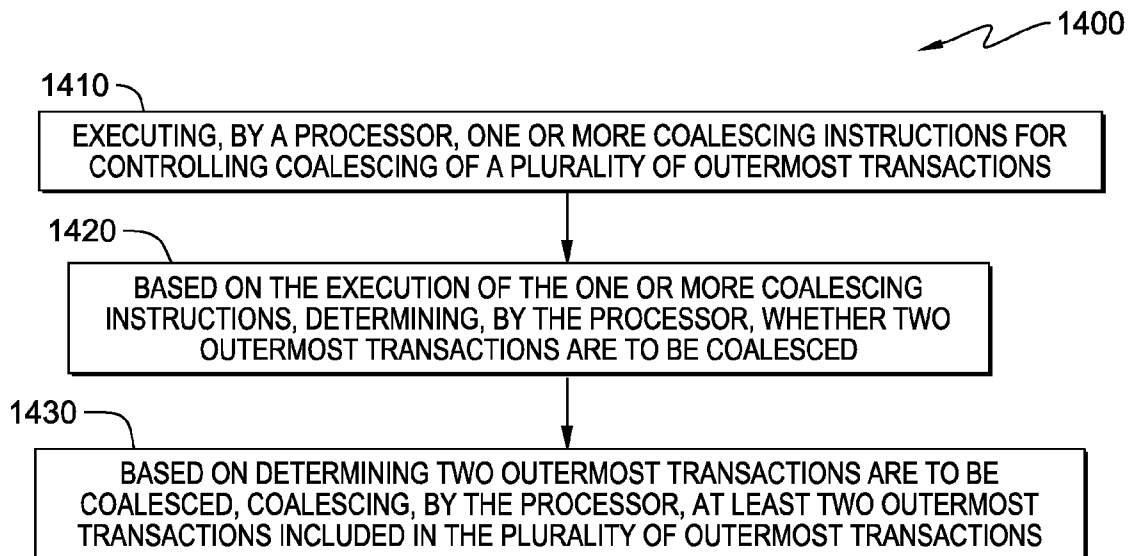 1400
1410
EXECUTING, BY A PROCESSOR, ONE OR MORE COALESCING INSTRUCTIONS FOR
CONTROLLING COALESCING OF A PLURALITY OF OUTERMOST TRANSACTIONS
1420
BASED ON THE EXECUTION OF THE ONE OR MORE COALESCING
INSTRUCTIONS, DETERMINING, BY THE PROCESSOR, WHETHER TWO
OUTERMOST TRANSACTIONS ARE TO BE COALESCED
1430
BASED ON DETERMINING TWO OUTERMOST TRANSACTIONS ARE TO BE
COALESCED, COALESCING, BY THE PROCESSOR, AT LEAST TWO OUTERMOST
TRANSACTIONS INCLUDED IN THE PLURALITY OF OUTERMOST TRANSACTIONS